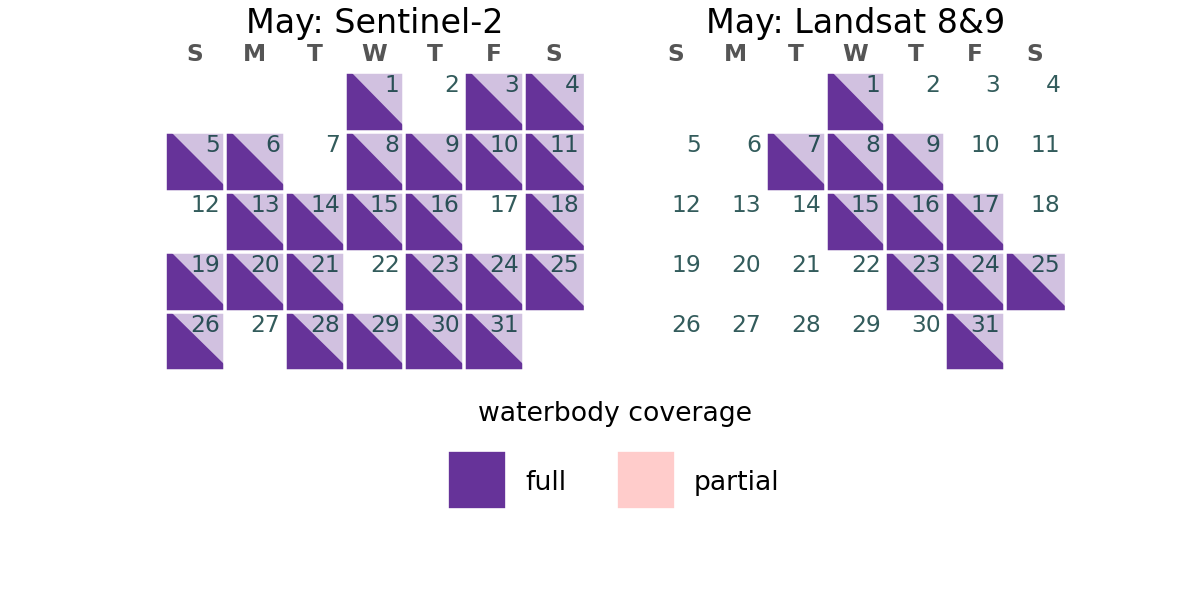 May: Sentinel-2
S M T W T F S
1 2 3 4
5 6 7 8 9 10 11
12 13 14 15 16 17 18
19 20 21 22 23 24 25
26 27 28 29 30 31
May: Landsat 8&9
S M T W T F S
1 2 3 4
5 6 7 8 9 10 11
12 13 14 15 16 17 18
19 20 21 22 23 24 25
26 27 28 29 30 31
waterbody coverage
full partial